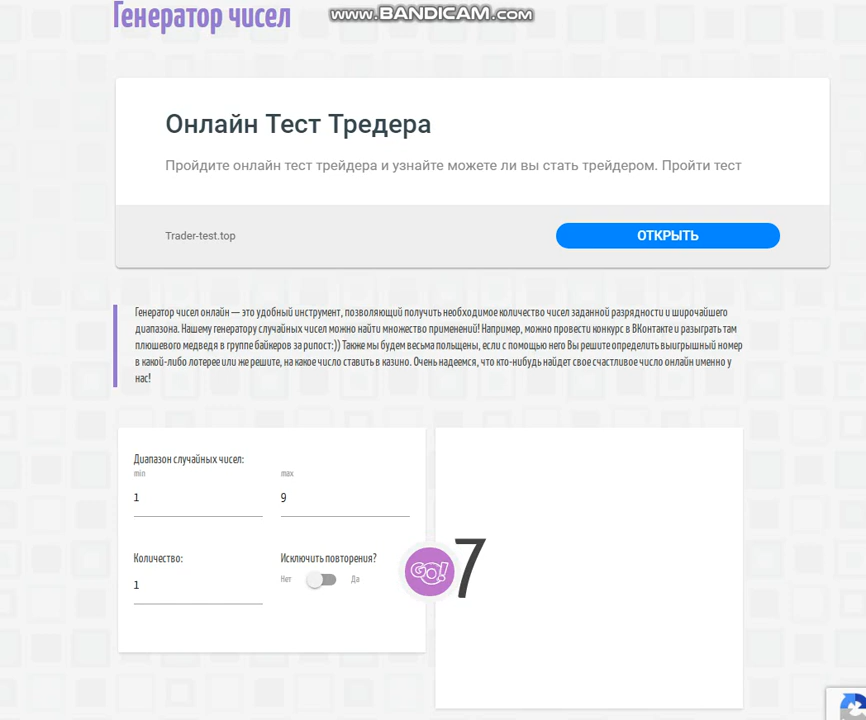 Генератор чисел
www.BANDICAM.com
Онлайн Тест Тредера
Пройдите онлайн тест трейдера и узнайте можете ли вы стать трейдером. Пройти тест
Trader-test.top
ОТКРЫТЬ
Генератор чисел онлайн — это удобный инструмент, позволяющий получить необходимое количество чисел заданной разрядности и широчайшего
диапазона. Нашему генератору случайных чисел можно найти множество применений! Например, можно провести конкурс в ВКонтакте и разыграть там
плюшевого медведя в группе байкеров за рипост:)) Также мы будем весьма польщены, если с помощью него Вы решите определить выигрышный номер
в какой-либо лотерее или же решите, на какое число ставить в казино. Очень надеемся, что кто-нибудь найдет свое счастливое число онлайн именно у
нас!
Диапазон случайных чисел:
min
max
1
9
Количество:
Исключить повторения?
Нет
Да
1
GO!
7